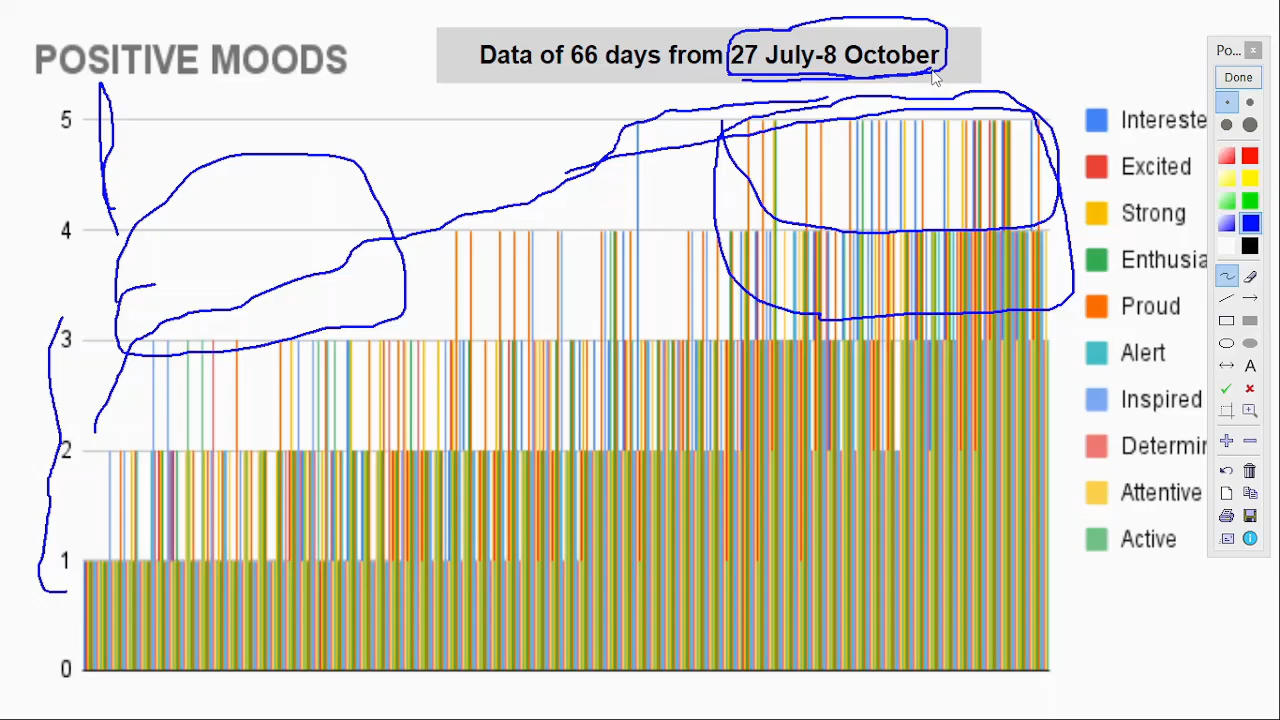 POSITIVE MOODS
Data of 66 days from 27 July-8 October
5
4
3
2
1
0
Intereste
Excited
Strong
Enthusia
Proud
Alert
Inspired
Determin
Attentive
Active
Po...
Done
A